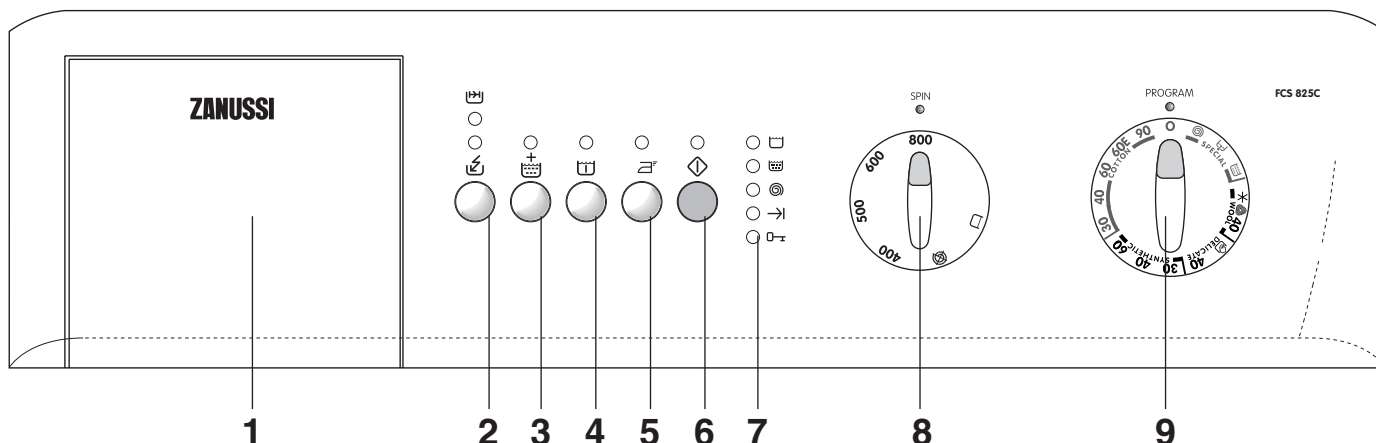 ZANUSSI
SPIN
800
600
500
400
PROGRAM
O
SPECIAL
WOOL
40
DELICATE
40
30
SYNTHETIC
40
60
30
40
60
COTTON
60E
90
FCS 825C
1 2 3 4 5 6 7 8 9